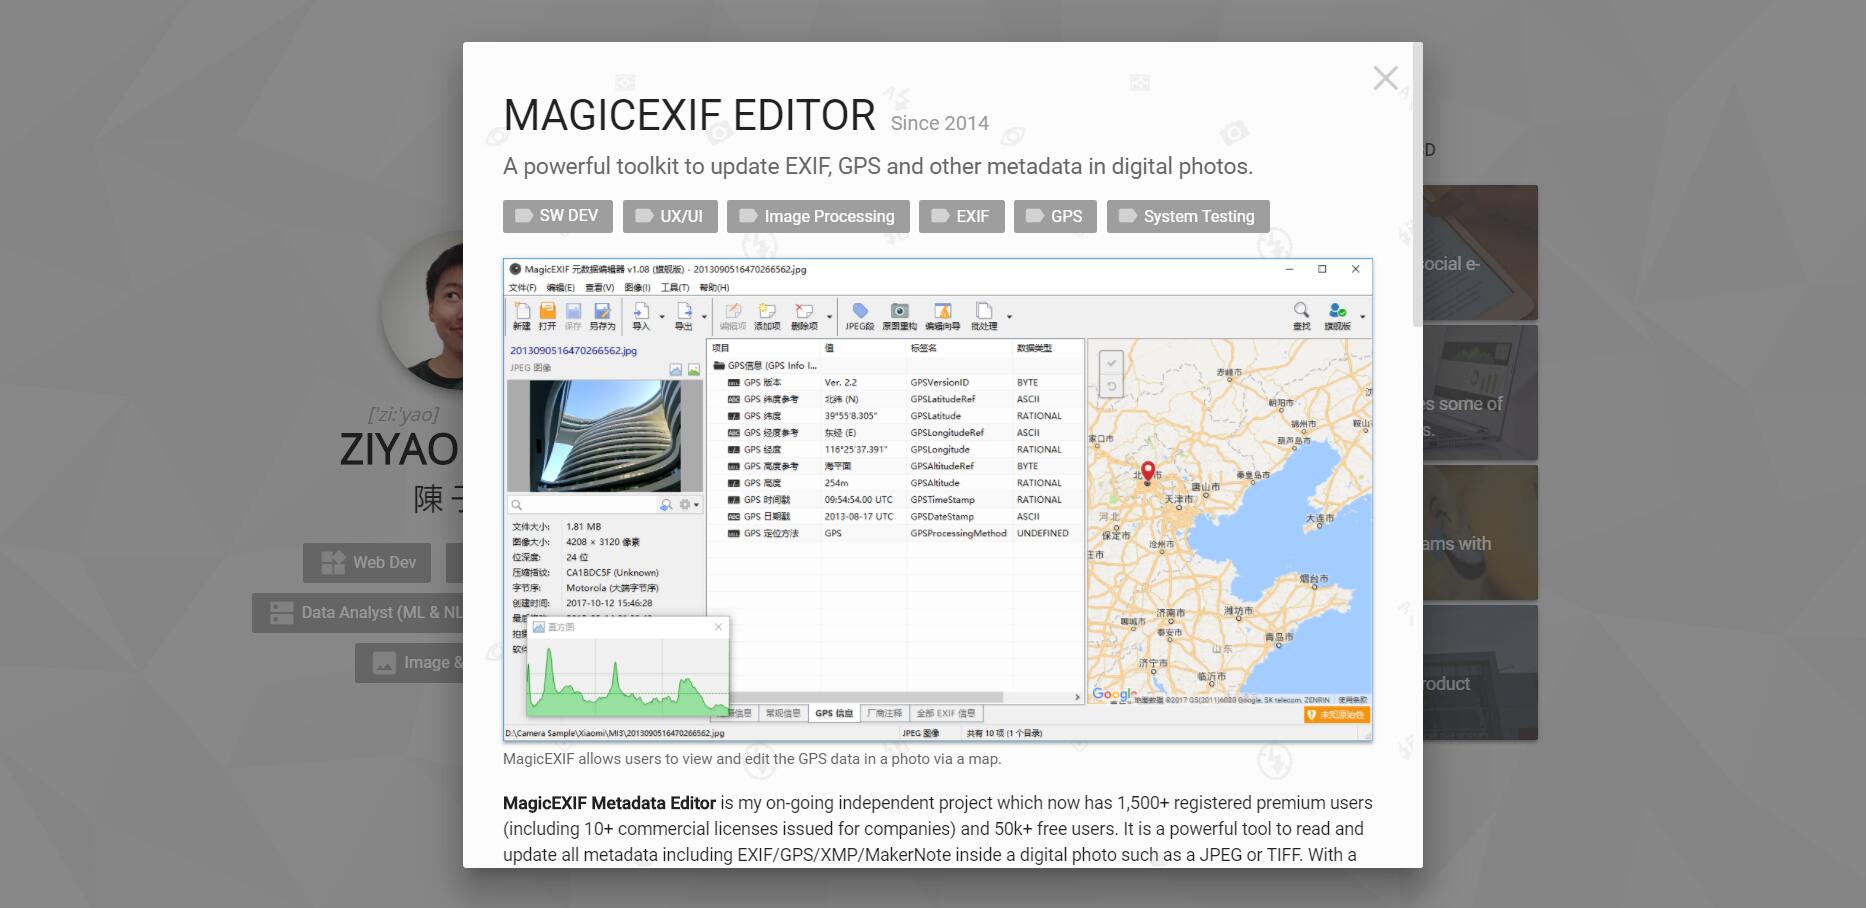 MAGICEXIF EDITOR Since 2014
A powerful toolkit to update EXIF, GPS and other metadata in digital photos.
SW DEV UX/UI Image Processing EXIF GPS System Testing
MagicEXIF 元数据编辑器 v1.08 (旗舰版) - 2013090516470266562.jpg
文件(F) 编辑(E) 查看(V) 图像(I) 工具(T) 帮助(H)
新建 打开 保存 另存为 导入 导出 编辑项 添加项 删除项 JPEG段 原图重构 编辑向导 批处理 查找 旗舰版
2013090516470266562.jpg
JPEG 图像
文件大小: 1.81 MB
图像大小: 4208 × 3120 像素
位深度: 24 位
压缩指纹: CA1BDC5F (Unknown)
字节序: Motorola (大端字节序)
创建时间: 2017-10-12 15:46:28
直方图
项目 值 标签名 数据类型
GPS信息 (GPS Info I...
GPS 版本 Ver. 2.2 GPSVersionID BYTE
GPS 纬度参考 北纬 (N) GPSLatitudeRef ASCII
GPS 纬度 39°55'8.305" GPSLatitude RATIONAL
GPS 经度参考 东经 (E) GPSLongitudeRef ASCII
GPS 经度 116°25'37.391" GPSLongitude RATIONAL
GPS 高度参考 海平面 GPSAltitudeRef BYTE
GPS 高度 254m GPSAltitude RATIONAL
GPS 时间戳 09:54:54.00 UTC GPSTimeStamp RATIONAL
GPS 日期戳 2013-08-17 UTC GPSDateStamp ASCII
GPS 定位方法 GPS GPSProcessingMethod UNDEFINED
赤峰市
朝阳市
锦州市
鞍山
葫芦岛市
家口市
北 市
秦皇岛市
唐山市
天津市
河北
大连市
保定市
沧州市
庄市
烟台市
济南市
潍坊市
聊城市
泰安市
青岛市
山东
济宁市
临沂市
Google
地图数据 ©2017 GS(2011)6020 Google, SK telecom, ZENRIN 使用条款
信息 常规信息 GPS 信息 厂商注释 全部 EXIF 信息
未知原始性
D:\Camera Sample\Xiaomi\MI3\2013090516470266562.jpg JPEG 图像 共有 10 项 (1 个目录)
MagicEXIF allows users to view and edit the GPS data in a photo via a map.
MagicEXIF Metadata Editor is my on-going independent project which now has 1,500+ registered premium users
(including 10+ commercial licenses issued for companies) and 50k+ free users. It is a powerful tool to read and
update all metadata including EXIF/GPS/XMP/MakerNote inside a digital photo such as a JPEG or TIFF. With a
['zi:'yao]
ZIYAO
陳 子
Web Dev
Data Analyst (ML & NL
Image &
D
ocial e-
es some of
s.
ams with
roduct